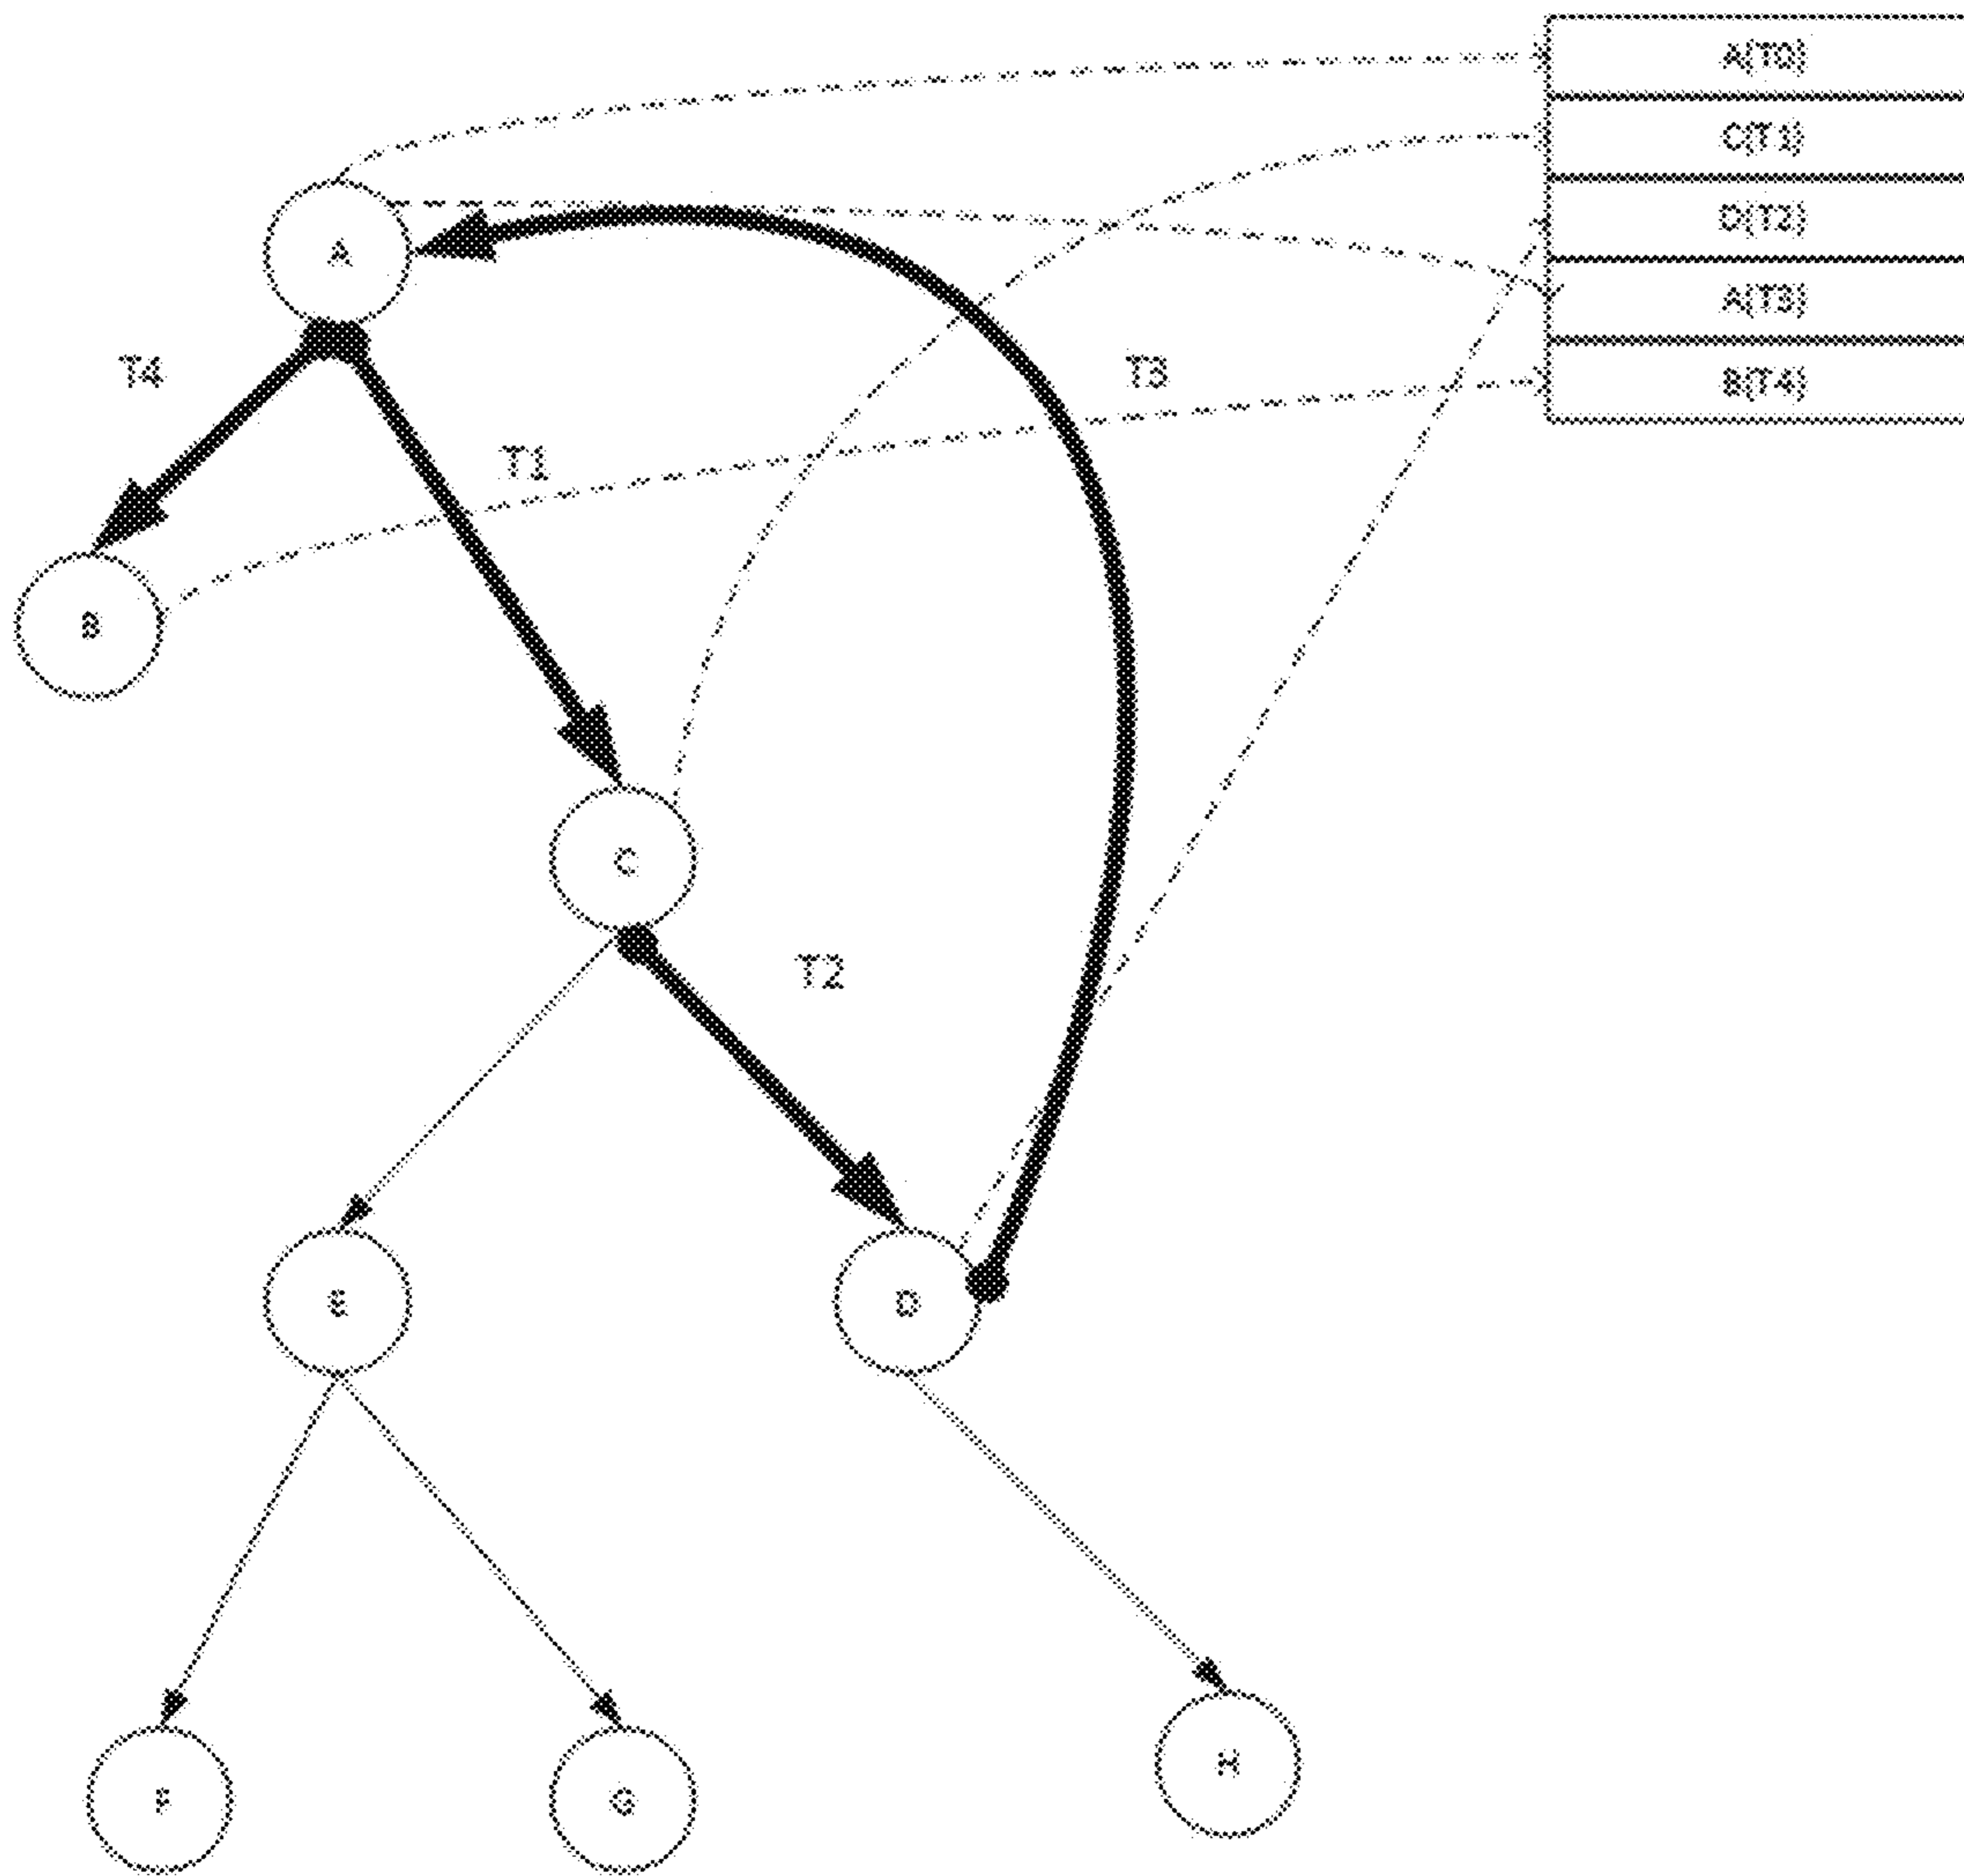 A(T0)
C(T1)
D(T2)
A
A(T3)
T4
T3
B(T4)
T1
B
C
T2
E
D
F
G
H